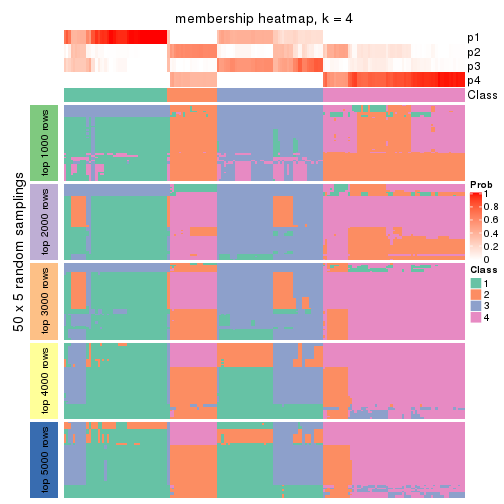 membership heatmap, k = 4
p1
p2
p3
p4
Class
50 x 5 random samplings
top 1000 rows
top 2000 rows
top 3000 rows
top 4000 rows
top 5000 rows
Prob
1
0.8
0.6
0.4
0.2
0
Class
1
2
3
4